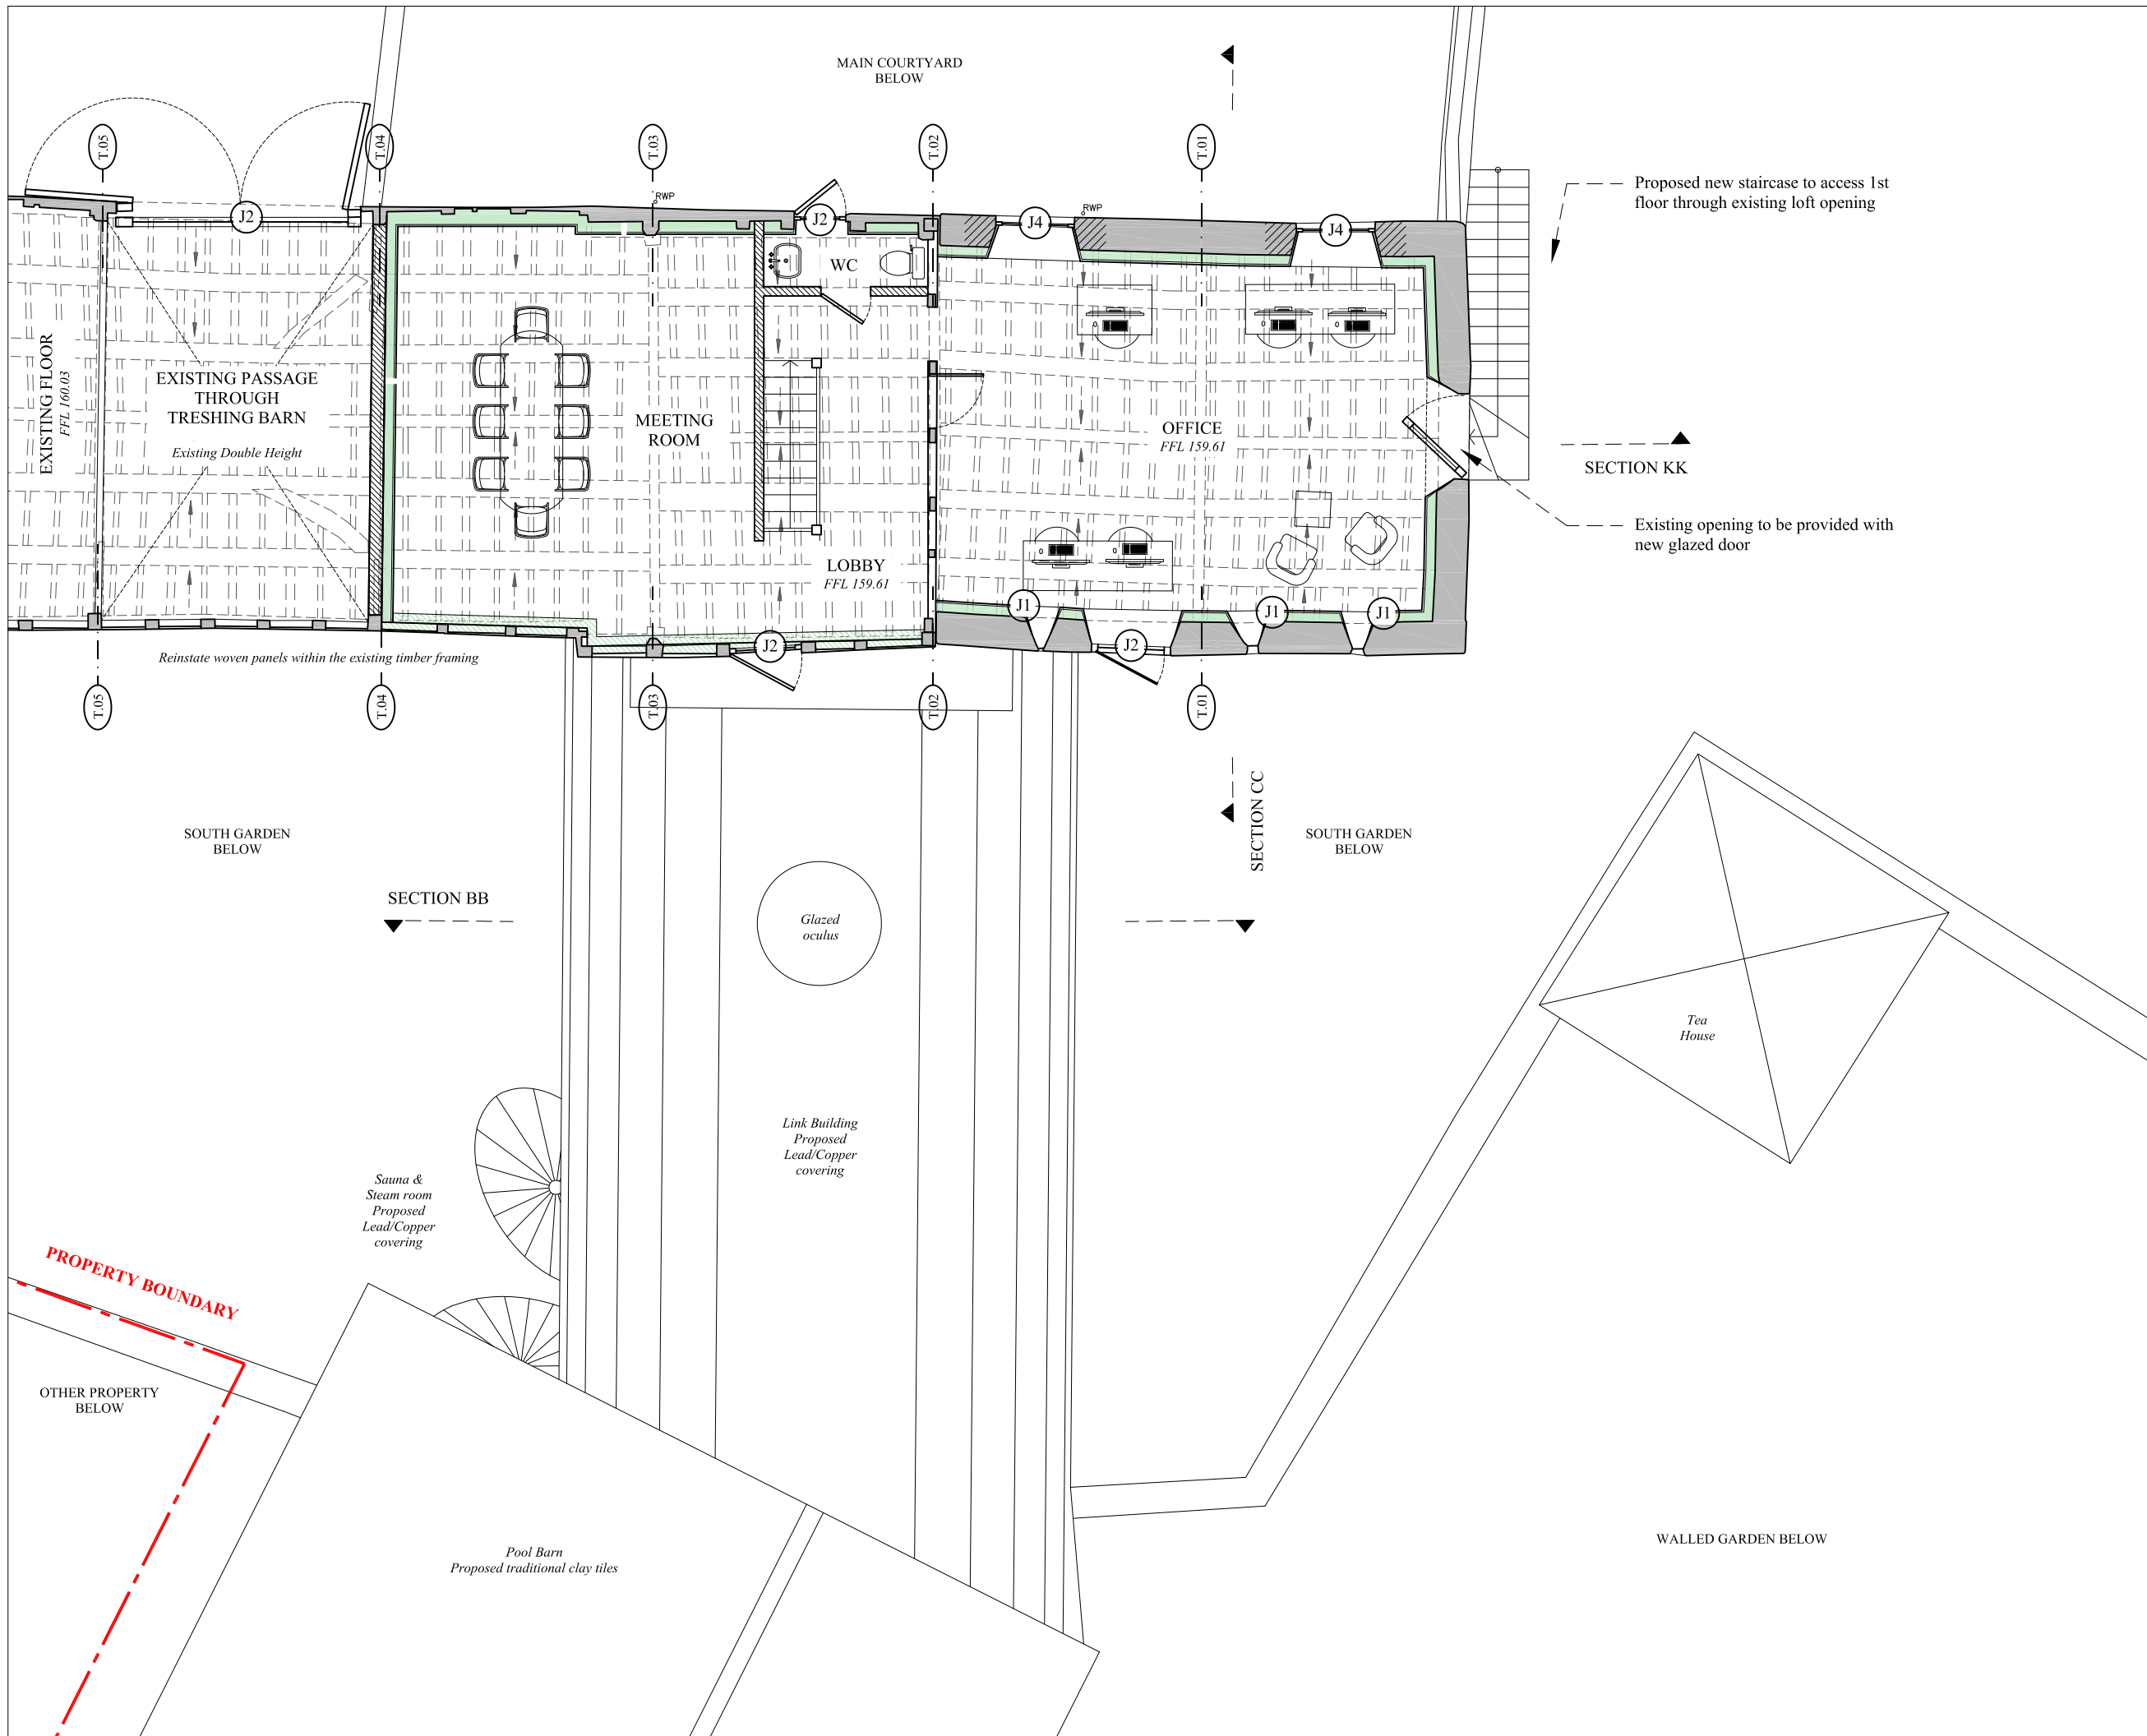 MAIN COURTYARD
BELOW
T.05
T.04
T.03
T.02
T.01
RWP
RWP
Proposed new staircase to access 1st
floor through existing loft opening
J2
J2
J4
J4
WC
EXISTING FLOOR
FFL 160.03
EXISTING PASSAGE
THROUGH
TRESHING BARN
Existing Double Height
MEETING
ROOM
OFFICE
FFL 159.61
SECTION KK
Existing opening to be provided with
new glazed door
LOBBY
FFL 159.61
J1
J1
J1
J2
J2
Reinstate woven panels within the existing timber framing
T.05
T.04
T.03
T.02
T.01
SECTION CC
SOUTH GARDEN
BELOW
SOUTH GARDEN
BELOW
SECTION BB
Glazed
oculus
Tea
House
Link Building
Proposed
Lead/Copper
covering
Sauna &
Steam room
Proposed
Lead/Copper
covering
PROPERTY BOUNDARY
OTHER PROPERTY
BELOW
Pool Barn
Proposed traditional clay tiles
WALLED GARDEN BELOW